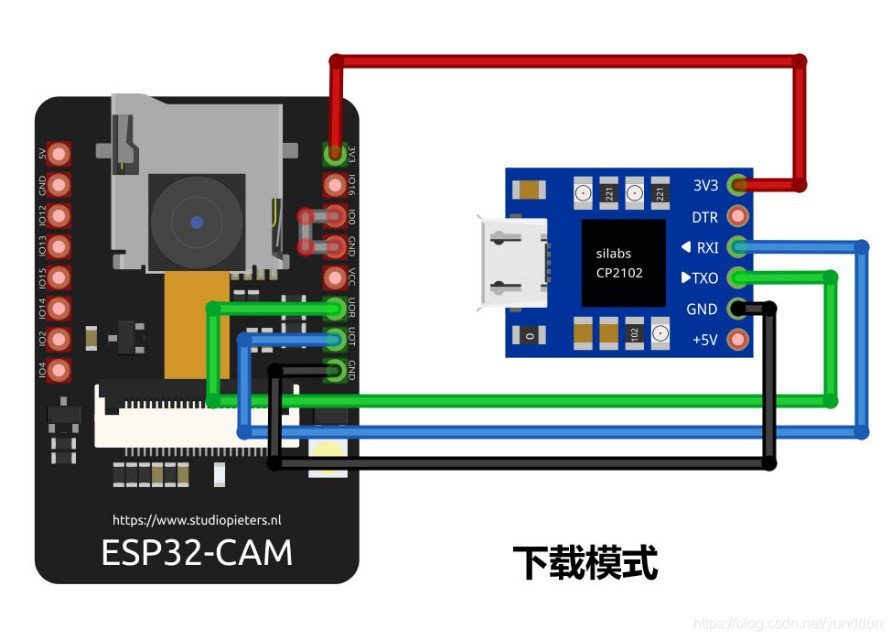 5V
GND
IO12
IO13
IO15
IO14
IO2
IO4
3V3
IO16
IO0
GND
VCC
UOR
UOT
GND
https://www.studiopieters.nl
ESP32-CAM
221
221
silabs
CP2102
0
102
3V3
DTR
RXI
TXO
GND
+5V
下载模式
https://blog.csdn.net/yunddun